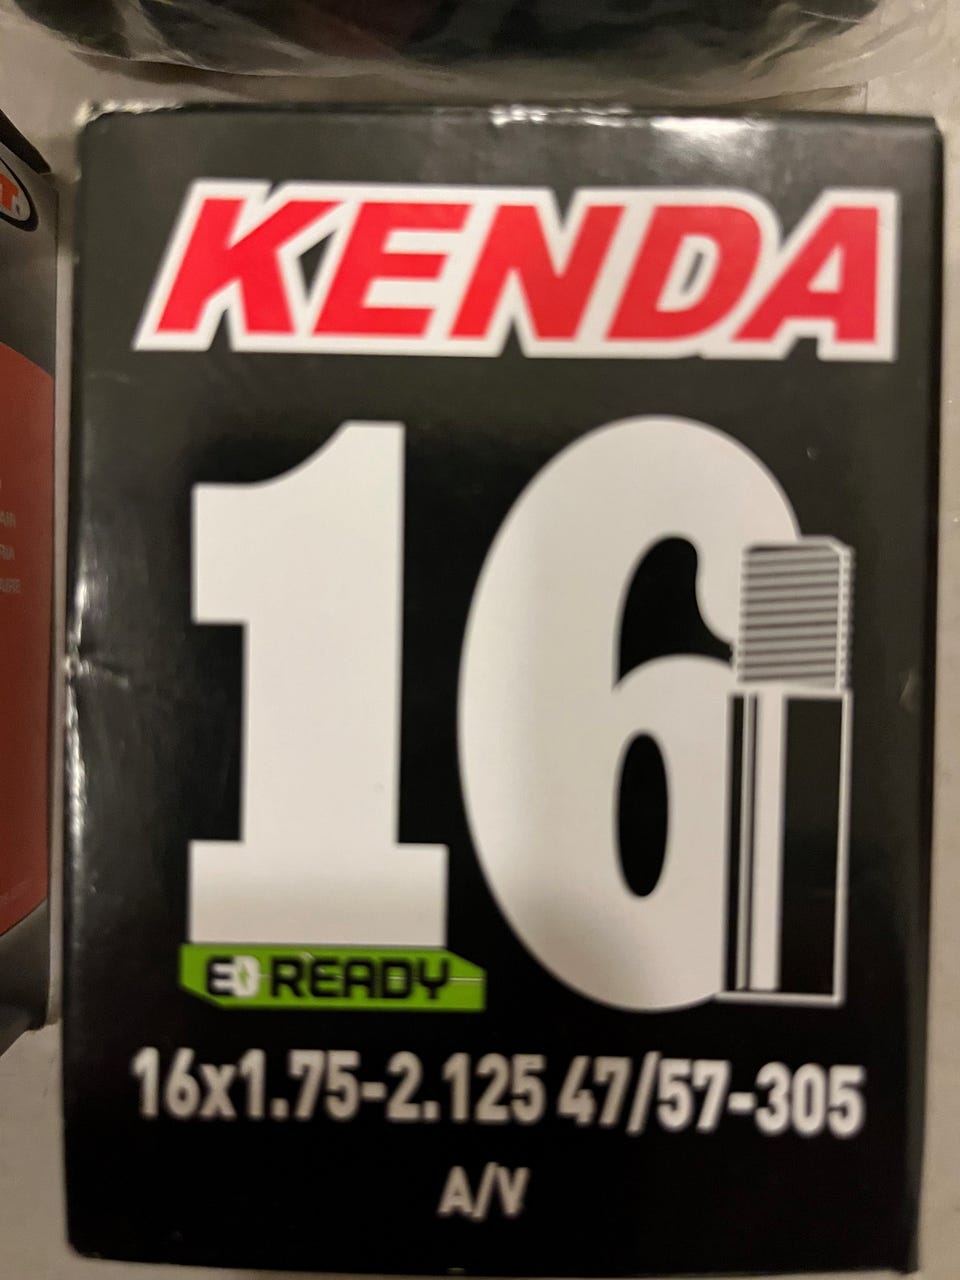 KENDA
16
READY
16x1.75-2.125 47/57-305
A/V